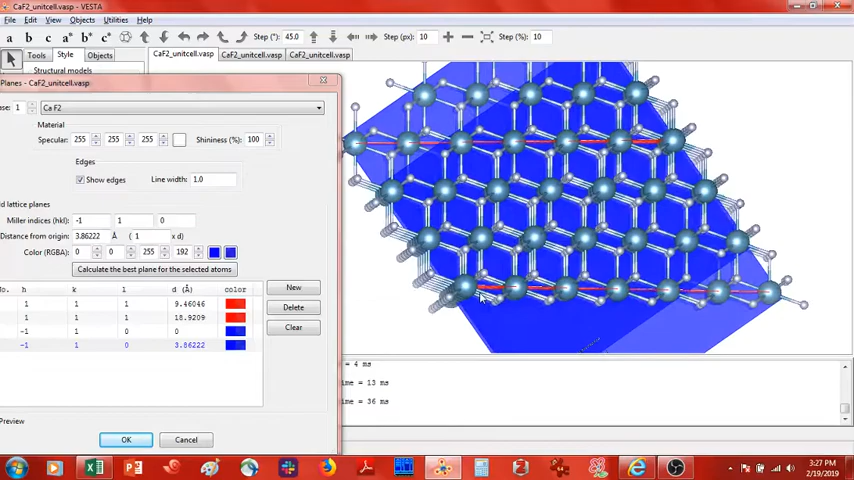 CaF2_unitcell.vasp - VESTA
File Edit View Objects Utilities Help
a b c a* b* c* Step (°): 45.0 Step (px): 10 Step (%): 10
Tools Style Objects CaF2_unitcell.vasp CaF2_unitcell.vasp CaF2_unitcell.vasp
Structural models
Planes - CaF2_unitcell.vasp
ase: 1 Ca F2
Material
Specular: 255 255 255 Shininess (%): 100
Edges
Show edges Line width: 1.0
d lattice planes
Miller indices (hkl): -1 1 0
Distance from origin: 3.86222 Å ( 1 x d)
Color (RGBA): 0 0 255 192
Calculate the best plane for the selected atoms
No. h k l d (Å) color New
1 1 1 9.46046
1 1 1 18.9209 Delete
-1 1 0 0 Clear
-1 1 0 3.86222
= 4 ms
ime = 13 ms
ime = 36 ms
Preview
OK Cancel
3:27 PM
2/19/2019